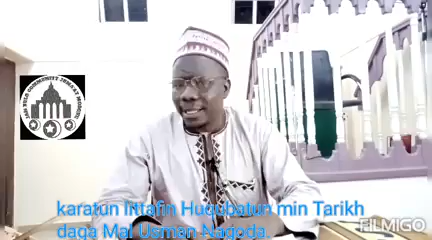 karatun littafin Huqubatun min Tarikh
daga Mal Usman Nagoda.
FILMIGO